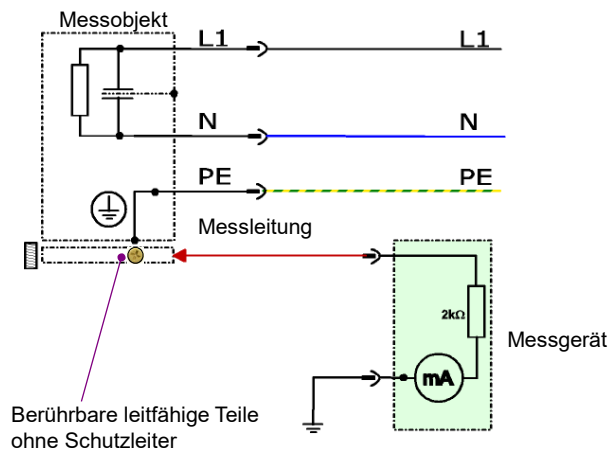 Messobjekt
L1 L1
N N
PE PE
Messleitung
2kΩ
Messgerät
mA
Berührbare leitfähige Teile
ohne Schutzleiter